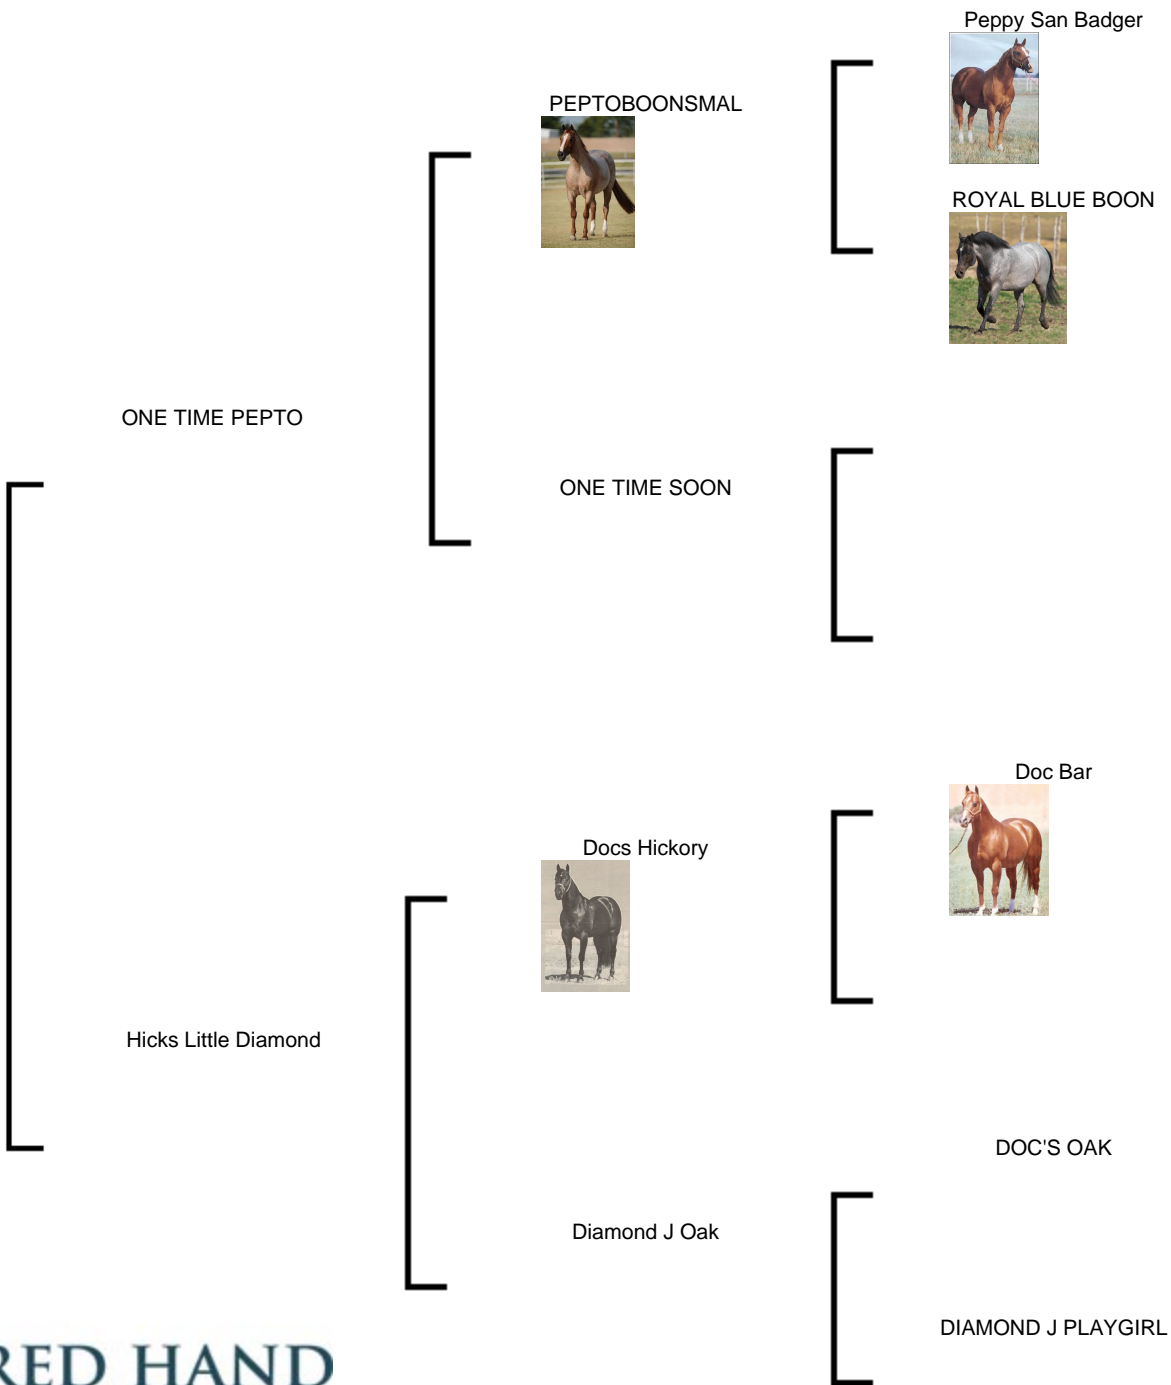 Peppy San Badger
PEPTOBOONSMAL
ROYAL BLUE BOON
ONE TIME PEPTO
ONE TIME SOON
Doc Bar
Docs Hickory
Hicks Little Diamond
DOC'S OAK
Diamond J Oak
DIAMOND J PLAYGIRL
RED HAND